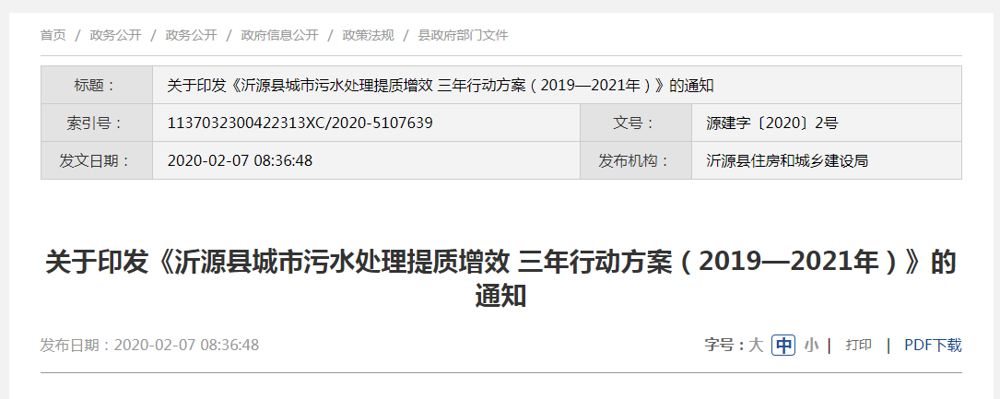 首页 / 政务公开 / 政务公开 / 政府信息公开 / 政策法规 / 县政府部门文件
标题： 关于印发《沂源县城市污水处理提质增效 三年行动方案（2019—2021年）》的通知
索引号： 1137032300422313XC/2020-5107639 文号： 源建字〔2020〕2号
发文日期： 2020-02-07 08:36:48 发布机构： 沂源县住房和城乡建设局
关于印发《沂源县城市污水处理提质增效 三年行动方案（2019—2021年）》的
通知
发布日期：2020-02-07 08:36:48 字号：大 中 小 | 打印 | PDF下载